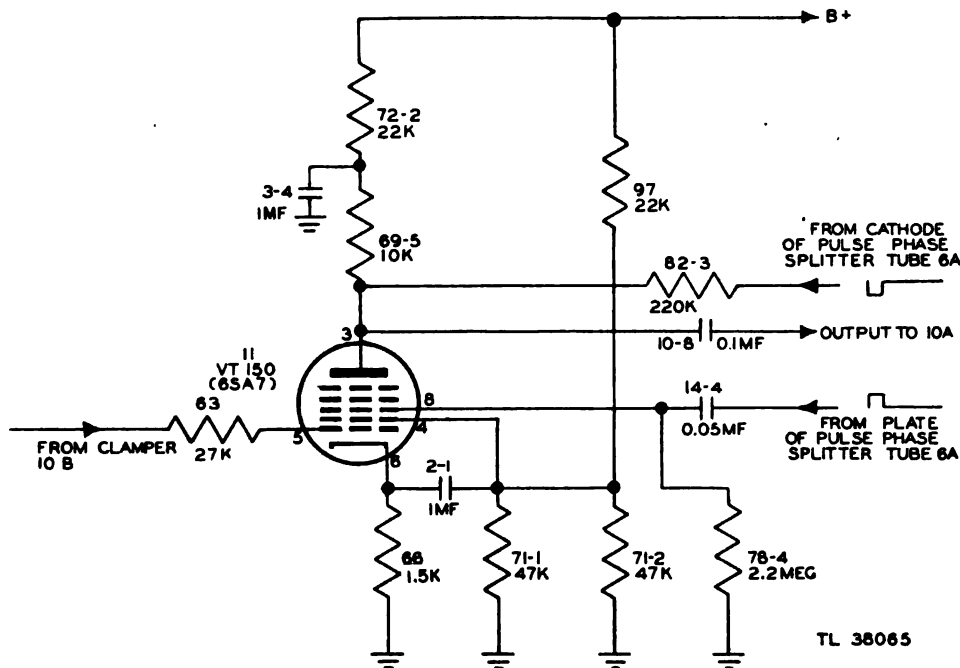 B+
72-2
22K
3-4
1MF
97
22K
69-5
10K
FROM CATHODE
OF PULSE PHASE
SPLITTER TUBE 6A
82-3
220K
3
10-8
0.1MF
OUTPUT TO 10A
11
VT 150
(6SA7)
63
8
14-4
5
4
0.05MF
FROM CLAMPER
10 B
27K
FROM PLATE
OF PULSE PHASE
SPLITTER TUBE 6A
6
2-1
1MF
68
1.5K
71-1
47K
71-2
47K
78-4
2.2MEG
TL 38065